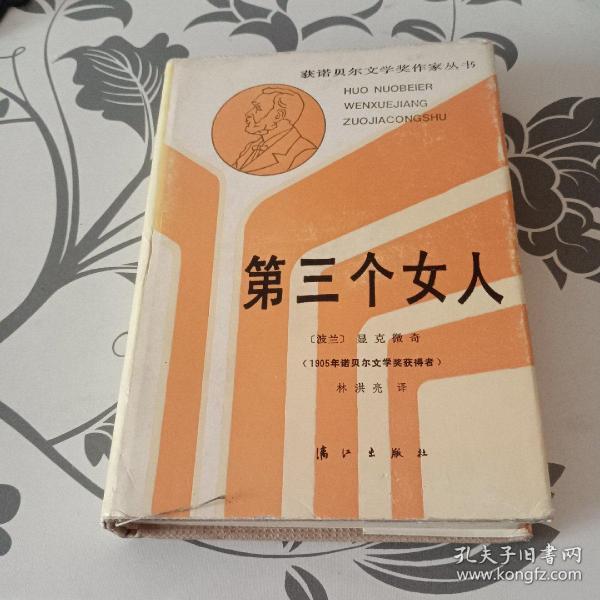 获诺贝尔文学奖作家丛书
HUO NUOBEIER
WENXUEJIANG
ZUOJIACONGSHU
第三个女人
〔波兰〕显克微奇
（1905年诺贝尔文学奖获得者）
林洪亮 译
漓江出版社
孔夫子旧书网
www.kongfz.com